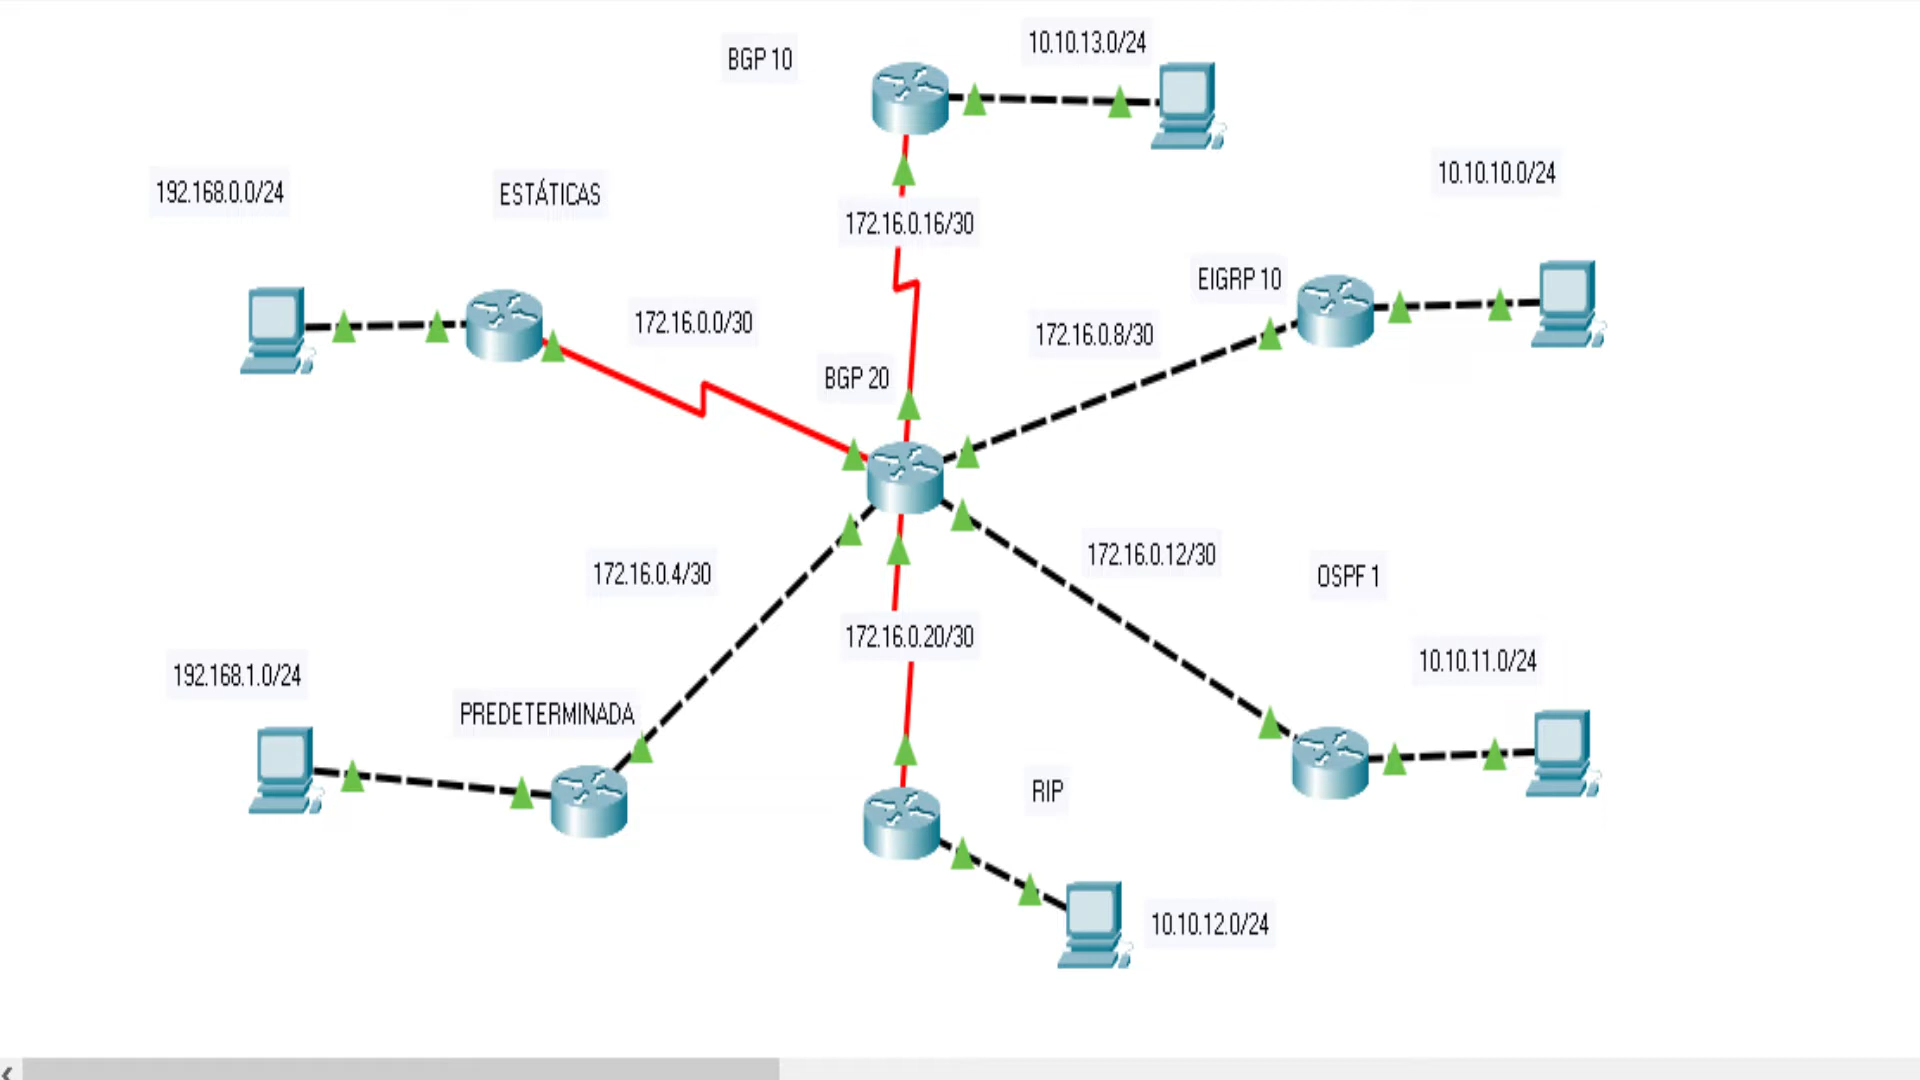 10.10.13.0/24
BGP 10
10.10.10.0/24
192.168.0.0/24
ESTÁTICAS
172.16.0.16/30
EIGRP 10
172.16.0.0/30
172.16.0.8/30
BGP 20
172.16.0.12/30
172.16.0.4/30
OSPF 1
172.16.0.20/30
10.10.11.0/24
192.168.1.0/24
PREDETERMINADA
RIP
10.10.12.0/24